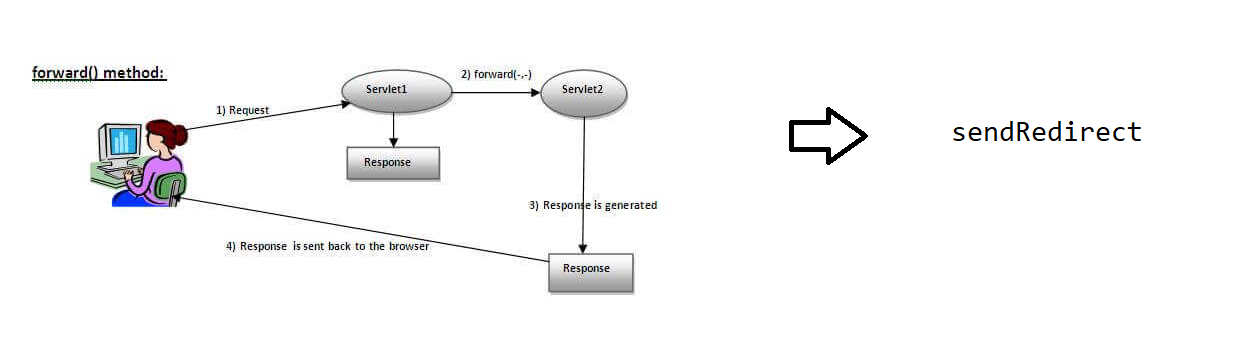 forward() method:
2) forward(-,-)
Servlet1
Servlet2
1) Request
sendRedirect
Response
3) Response is generated
4) Response is sent back to the browser
Response